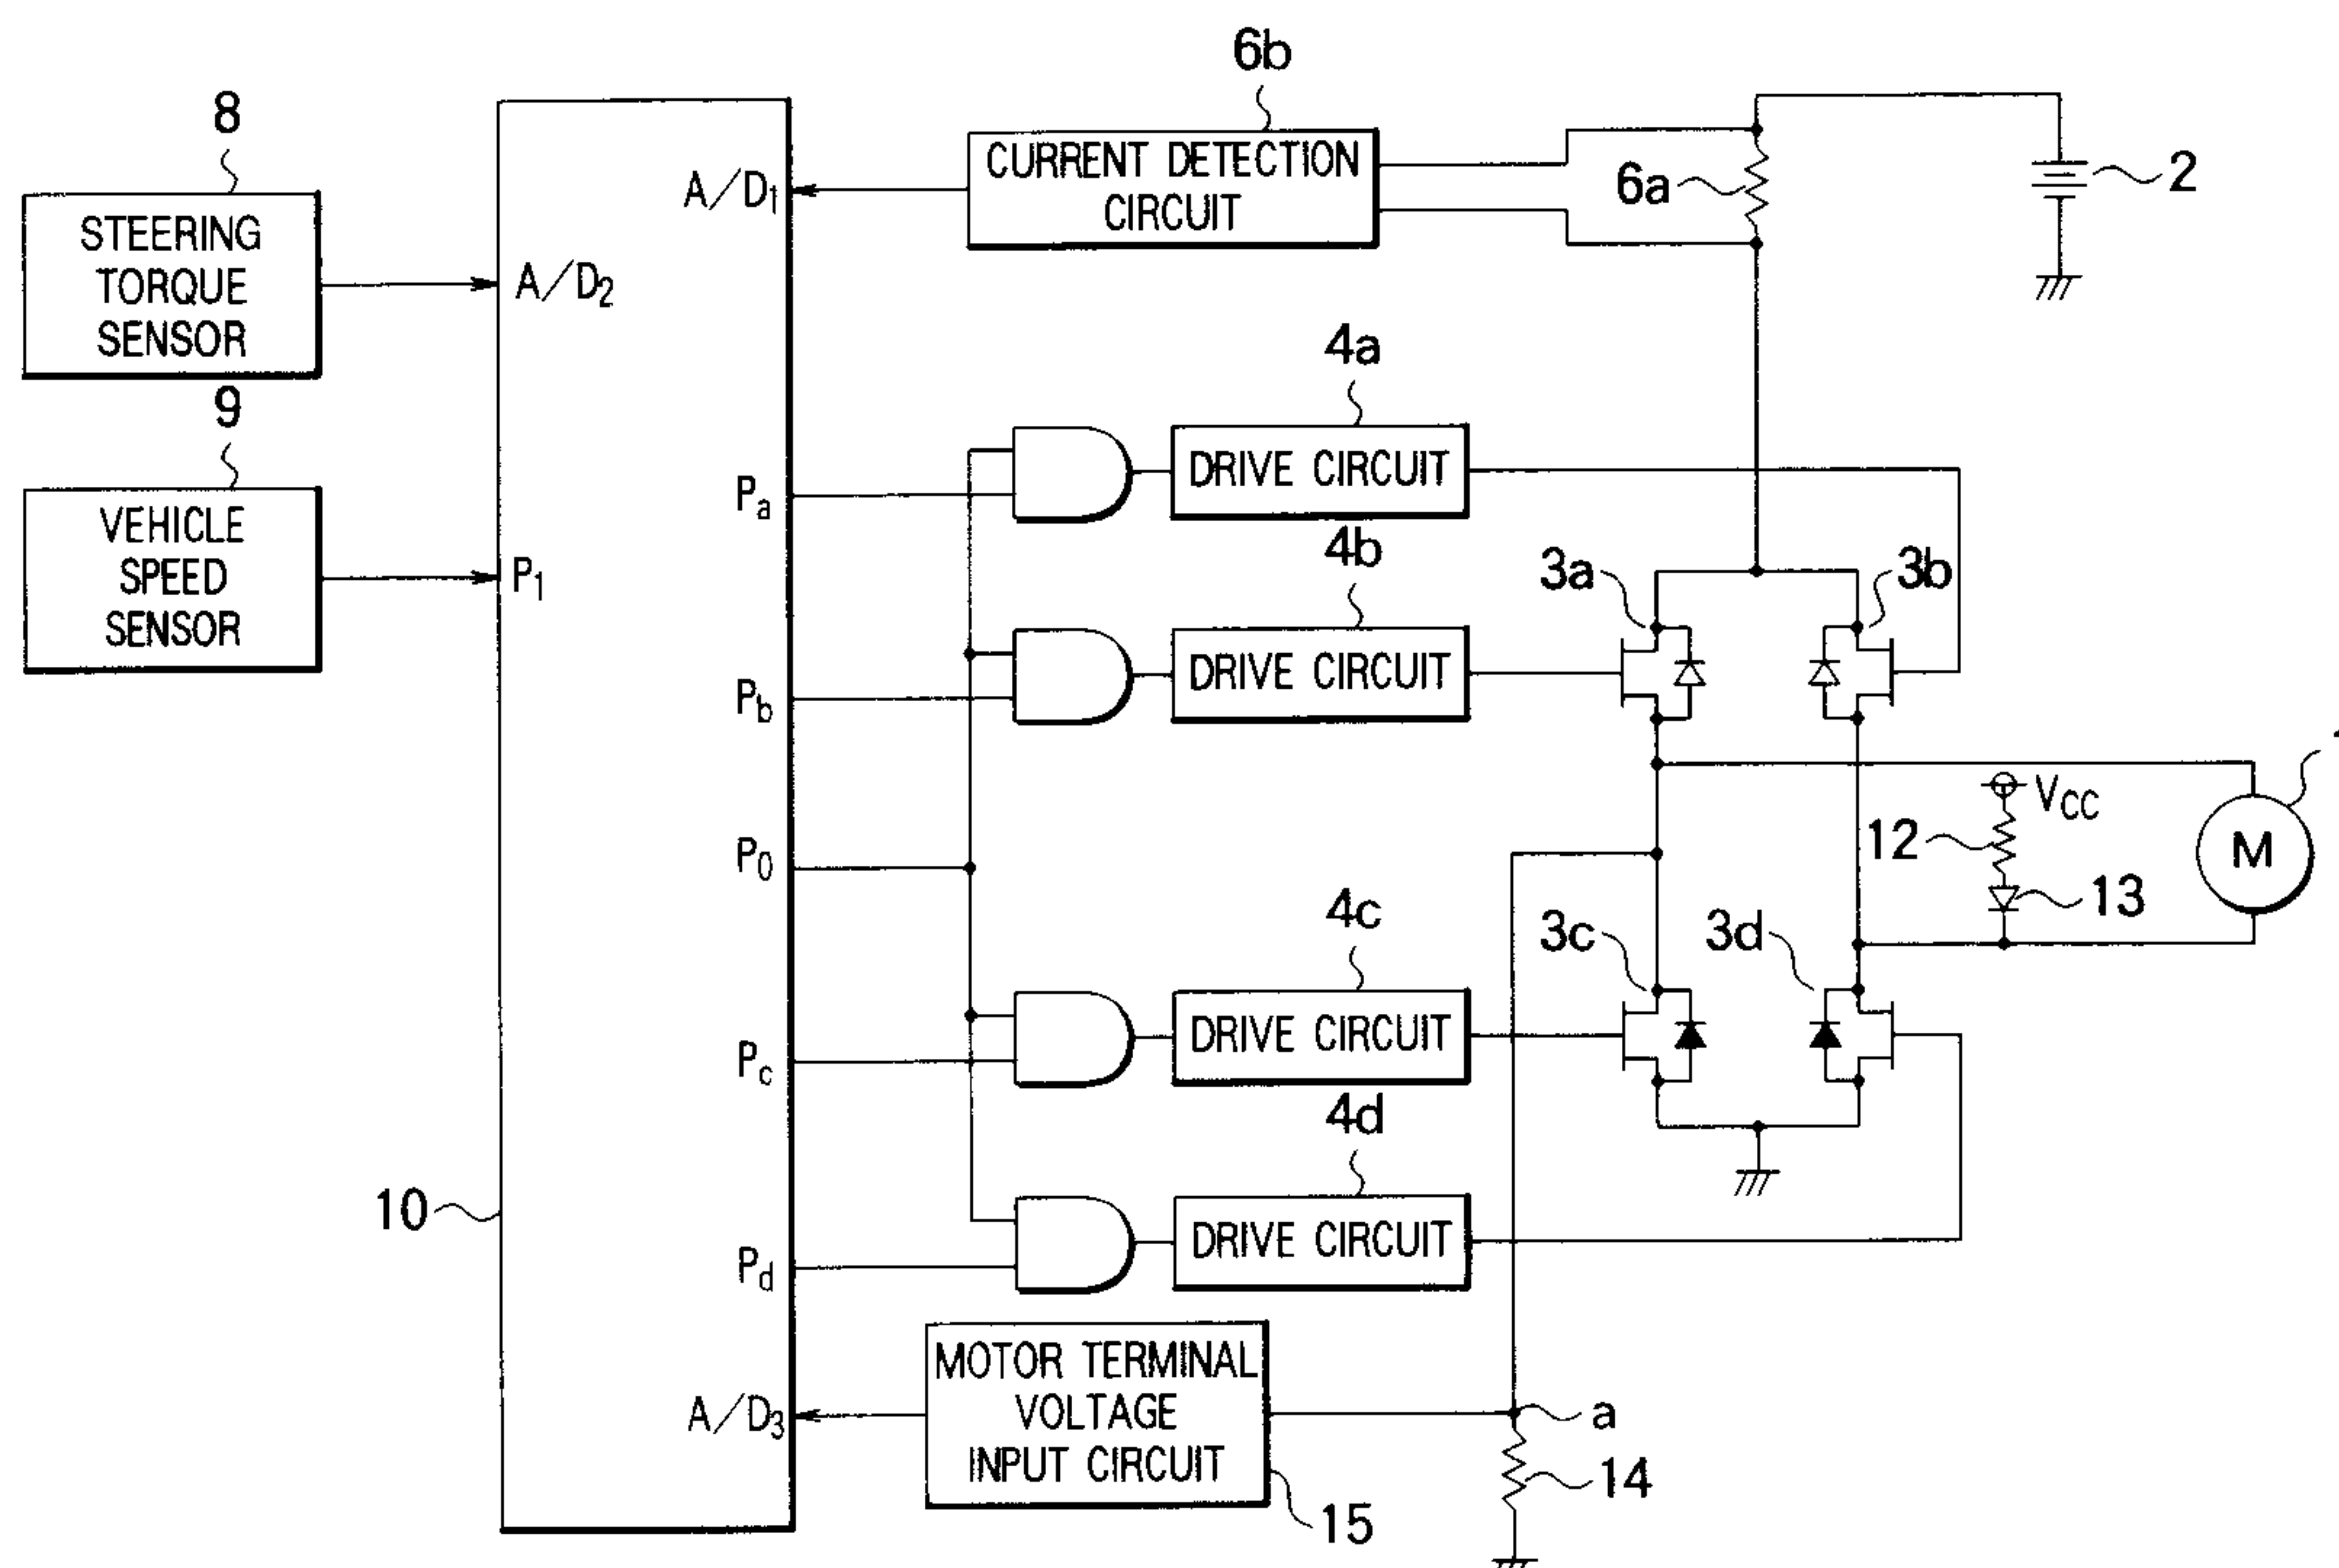 6b
8
CURRENT DETECTION
CIRCUIT
A/D1
6a
2
STEERING
TORQUE
SENSOR
A/D2
4a
9
DRIVE CIRCUIT
Pa
VEHICLE
SPEED
SENSOR
P1
4b
3a
3b
DRIVE CIRCUIT
Pb
VCC
12
M
P0
13
4c
3c
3d
DRIVE CIRCUIT
Pc
4d
10
DRIVE CIRCUIT
Pd
MOTOR TERMINAL
VOLTAGE
INPUT CIRCUIT
A/D3
a
14
15